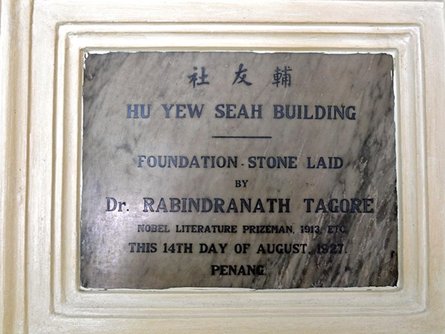 社友輔
HU YEW SEAH BUILDING
FOUNDATION-STONE LAID
BY
Dr. RABINDRANATH TAGORE
NOBEL LITERATURE PRIZEMAN, 1913, ETC
THIS 14TH DAY OF AUGUST, 1927.
PENANG.